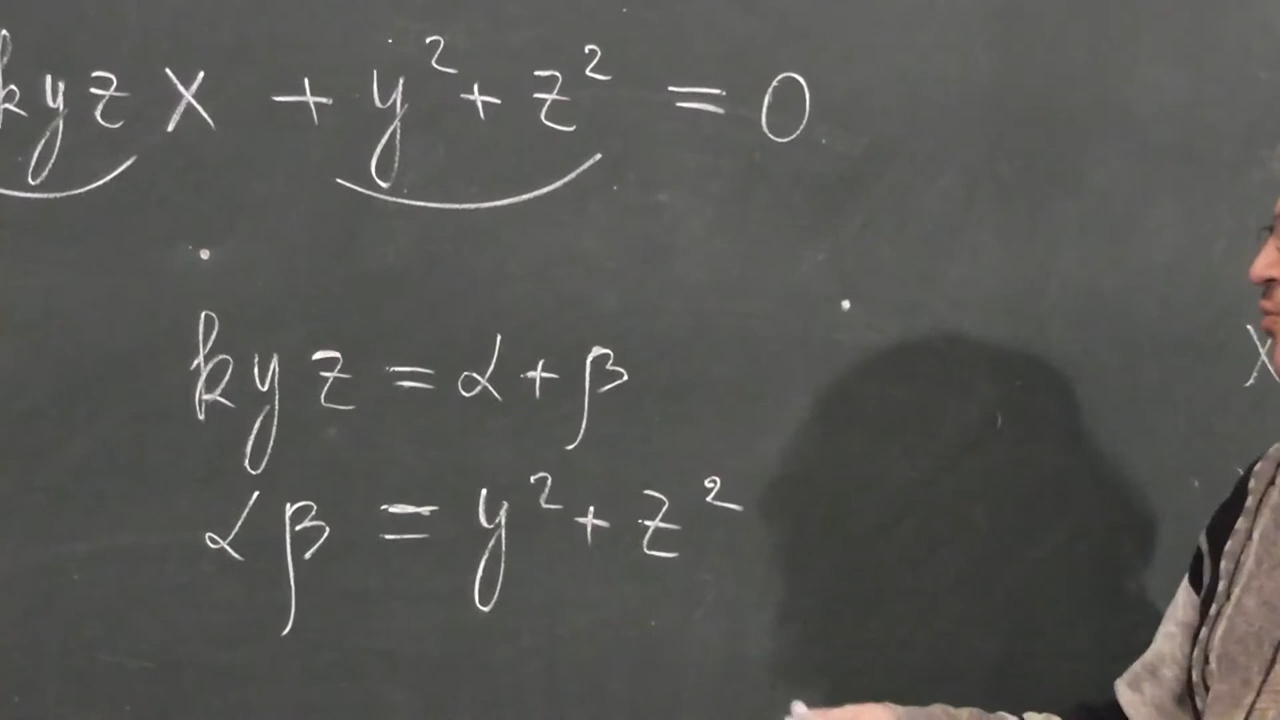 kyzx + y² + z² = 0
kyz = α + β
αβ = y² + z²
x